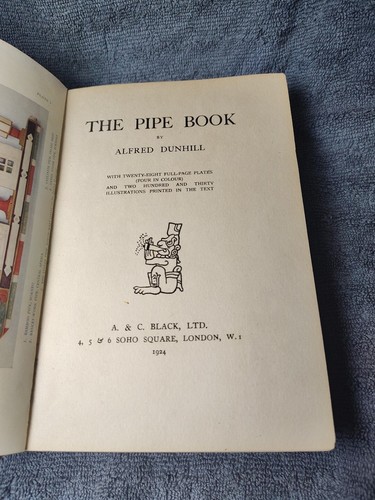 THE PIPE BOOK
BY
ALFRED DUNHILL
WITH TWENTY-EIGHT FULL-PAGE PLATES
(FOUR IN COLOUR)
AND TWO HUNDRED AND THIRTY
ILLUSTRATIONS PRINTED IN THE TEXT
A. & C. BLACK, LTD.
4, 5 & 6 SOHO SQUARE, LONDON, W.1
1924